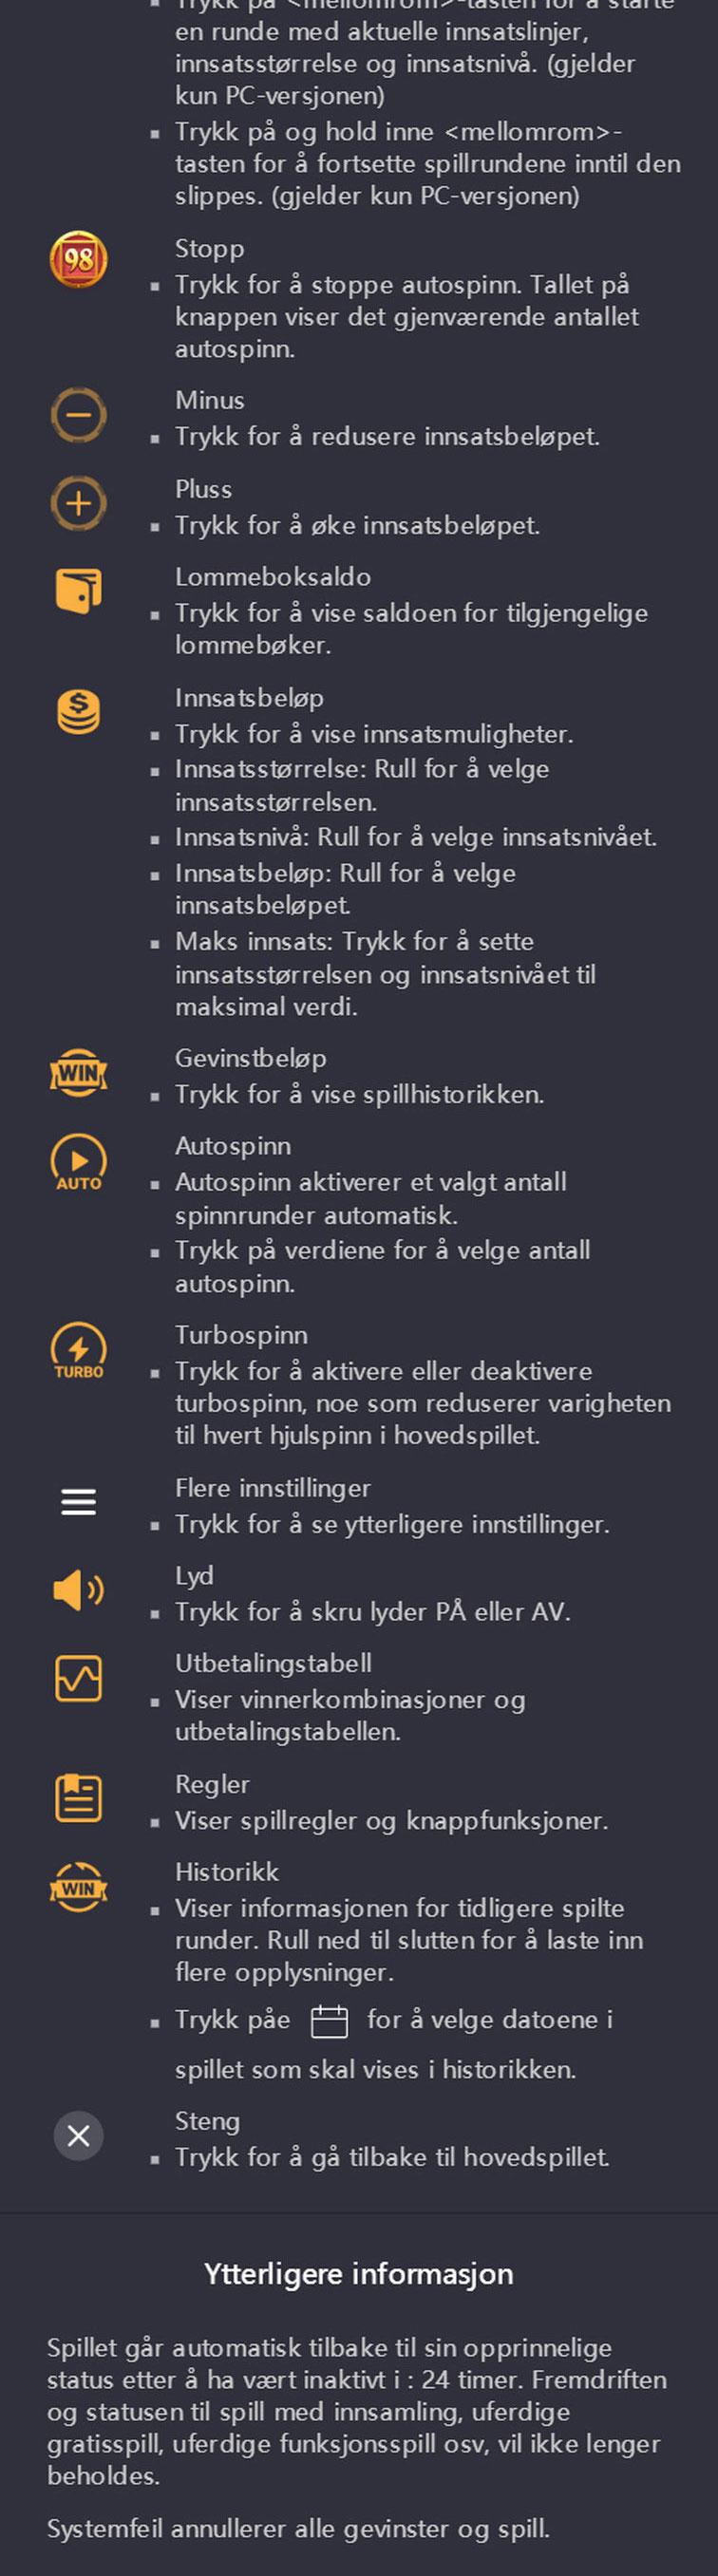 Trykk på <mellomrom>-tasten for å starte
en runde med aktuelle innsatslinjer,
innsatsstørrelse og innsatsnivå. (gjelder
kun PC-versjonen)
Trykk på og hold inne <mellomrom>-
tasten for å fortsette spillrundene inntil den
slippes. (gjelder kun PC-versjonen)
98
Stopp
Trykk for å stoppe autospinn. Tallet på
knappen viser det gjenværende antallet
autospinn.
Minus
Trykk for å redusere innsatsbeløpet.
Pluss
Trykk for å øke innsatsbeløpet.
Lommeboksaldo
Trykk for å vise saldoen for tilgjengelige
lommebøker.
$
Innsatsbeløp
Trykk for å vise innsatsmuligheter.
Innsatsstørrelse: Rull for å velge
innsatsstørrelsen.
Innsatsnivå: Rull for å velge innsatsnivået.
Innsatsbeløp: Rull for å velge
innsatsbeløpet.
Maks innsats: Trykk for å sette
innsatsstørrelsen og innsatsnivået til
maksimal verdi.
WIN
Gevinstbeløp
Trykk for å vise spillhistorikken.
AUTO
Autospinn
Autospinn aktiverer et valgt antall
spinnrunder automatisk.
Trykk på verdiene for å velge antall
autospinn.
TURBO
Turbospinn
Trykk for å aktivere eller deaktivere
turbospinn, noe som reduserer varigheten
til hvert hjulspinn i hovedspillet.
Flere innstillinger
Trykk for å se ytterligere innstillinger.
Lyd
Trykk for å skru lyder PÅ eller AV.
Utbetalingstabell
Viser vinnerkombinasjoner og
utbetalingstabellen.
Regler
Viser spillregler og knappfunksjoner.
WIN
Historikk
Viser informasjonen for tidligere spilte
runder. Rull ned til slutten for å laste inn
flere opplysninger.
Trykk påe for å velge datoene i
spillet som skal vises i historikken.
Steng
Trykk for å gå tilbake til hovedspillet.
Ytterligere informasjon
Spillet går automatisk tilbake til sin opprinnelige
status etter å ha vært inaktivt i : 24 timer. Fremdriften
og statusen til spill med innsamling, uferdige
gratisspill, uferdige funksjonsspill osv, vil ikke lenger
beholdes.
Systemfeil annullerer alle gevinster og spill.